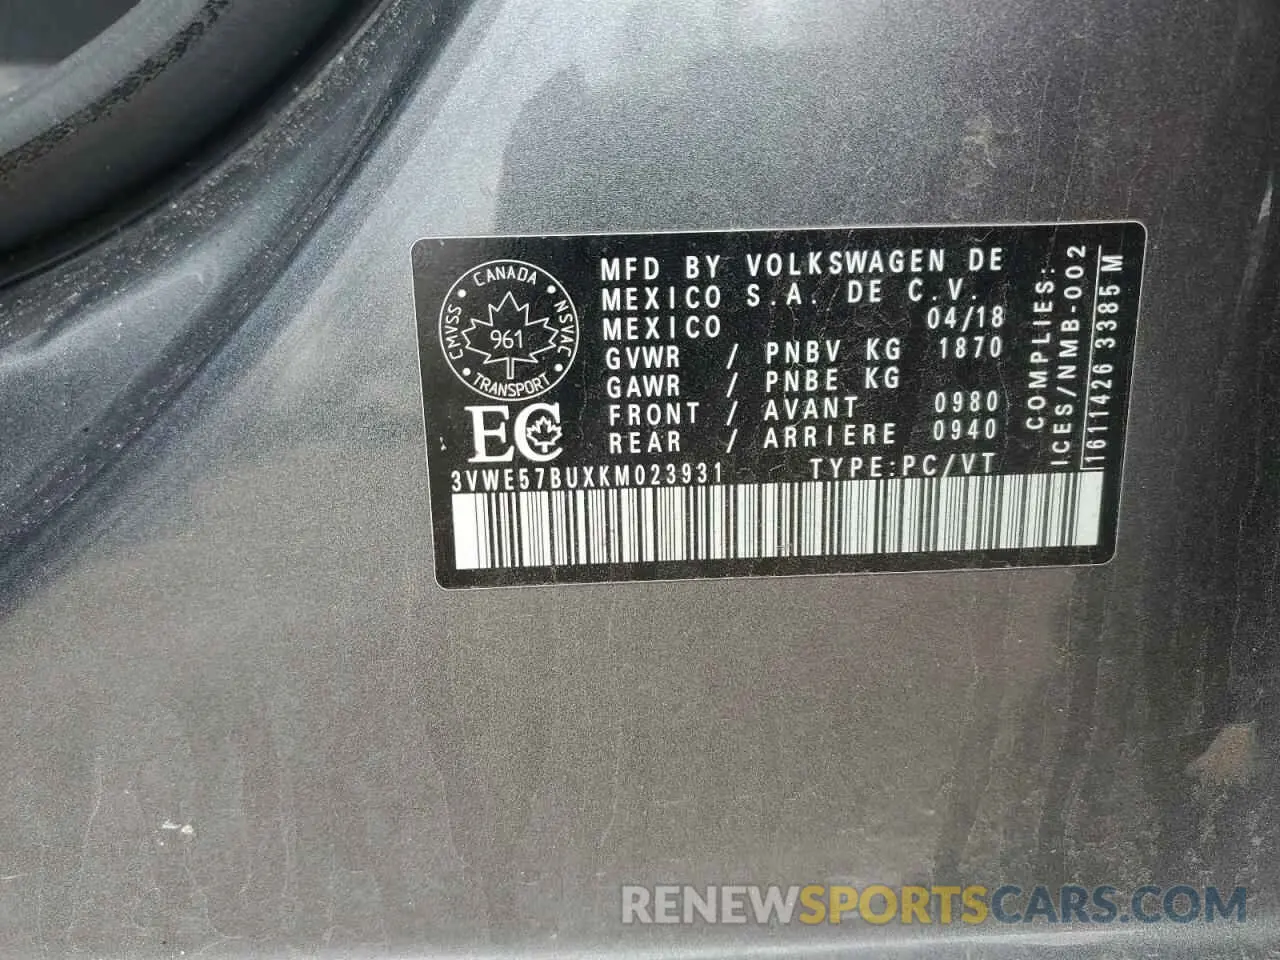 CANADA
CMVSS
NSVAC
961
TRANSPORT
EC
MFD BY VOLKSWAGEN DE
MEXICO S.A. DE C.V.
MEXICO 04/18
GVWR / PNBV KG 1870
GAWR / PNBE KG
FRONT / AVANT 0980
REAR / ARRIERE 0940
3VWE57BUXKM023931 TYPE:PC/VT
COMPLIES:
ICES/NMB-002
1611426 3385 M
RENEWSPORTSCARS.COM